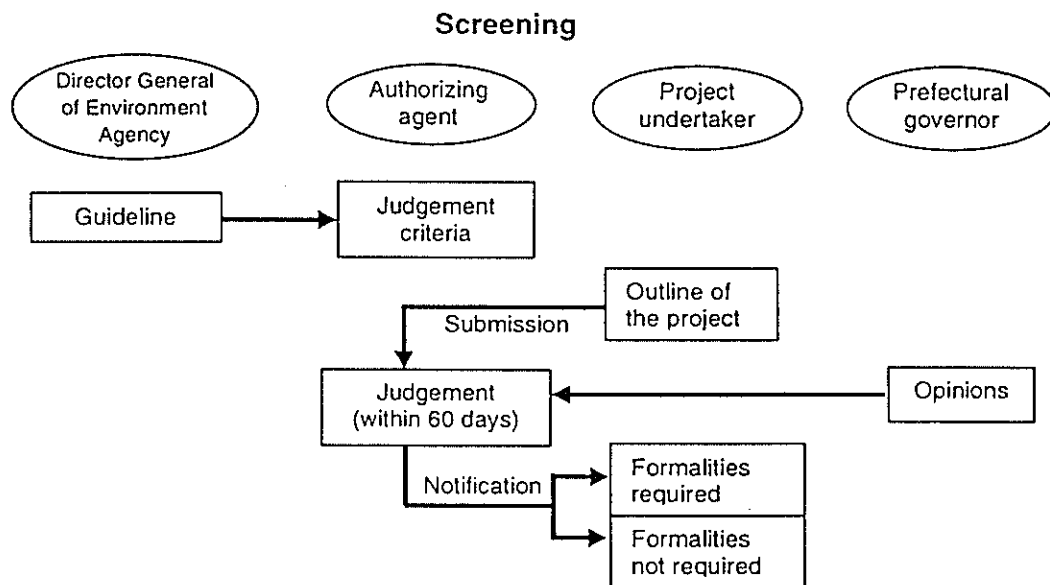 Screening
Director General
of Environment
Agency
Authorizing
agent
Project
undertaker
Prefectural
governor
Guideline
Judgement
criteria
Outline of
the project
Submission
Judgement
(within 60 days)
Opinions
Notification
Formalities
required
Formalities
not required